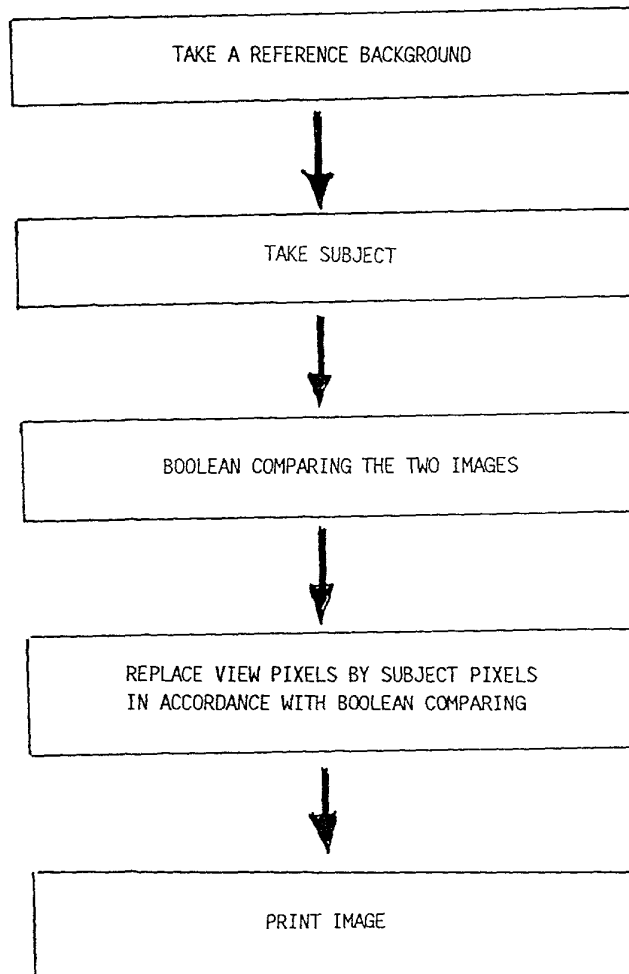 TAKE A REFERENCE BACKGROUND
TAKE SUBJECT
BOOLEAN COMPARING THE TWO IMAGES
REPLACE VIEW PIXELS BY SUBJECT PIXELS
IN ACCORDANCE WITH BOOLEAN COMPARING
PRINT IMAGE